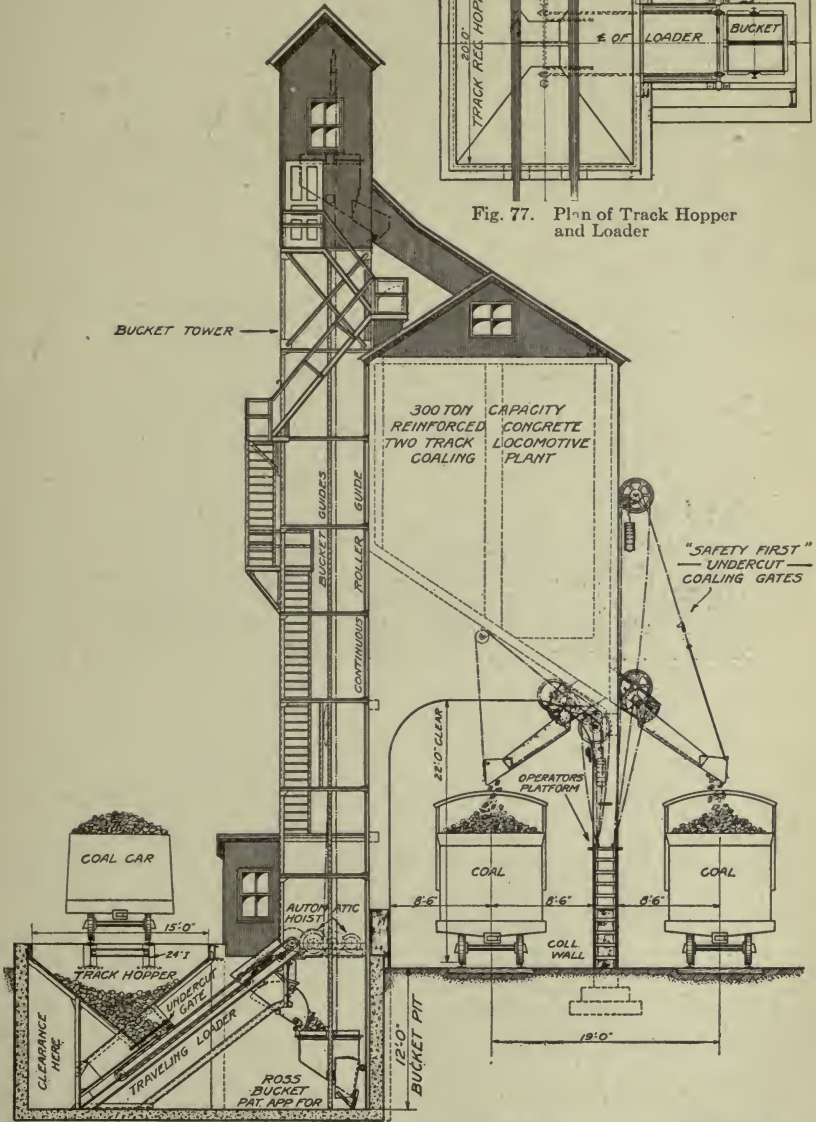 20'-0"
TRACK REC. HOP.
℄ OF LOADER
BUCKET
Fig. 77. Plan of Track Hopper
and Loader
BUCKET TOWER
300 TON CAPACITY
REINFORCED CONCRETE
TWO TRACK LOCOMOTIVE
COALING PLANT
BUCKET GUIDES
CONTINUOUS ROLLER GUIDE
"SAFETY FIRST"
UNDERCUT
COALING GATES
22'-0" CLEAR
OPERATORS
PLATFORM
COAL CAR
COAL
COAL
15'-0"
24" I
AUTOMATIC
HOIST
8'-6"
8'-6"
8'-6"
COLL
WALL
TRACK HOPPER
UNDERCUT
GATE
TRAVELING LOADER
CLEARANCE
HERE
12'-0"
BUCKET PIT
19'-0"
ROSS
BUCKET
PAT. APP FOR